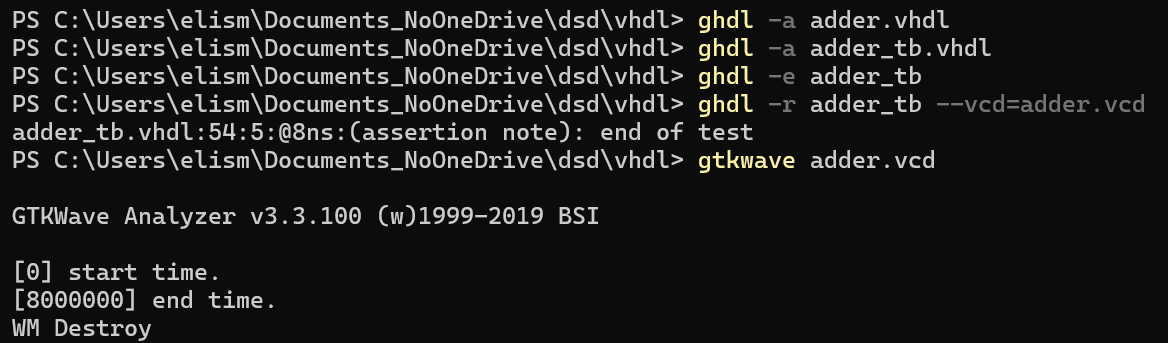 PS C:\Users\elism\Documents_NoOneDrive\dsd\vhdl> ghdl -a adder.vhdl
PS C:\Users\elism\Documents_NoOneDrive\dsd\vhdl> ghdl -a adder_tb.vhdl
PS C:\Users\elism\Documents_NoOneDrive\dsd\vhdl> ghdl -e adder_tb
PS C:\Users\elism\Documents_NoOneDrive\dsd\vhdl> ghdl -r adder_tb --vcd=adder.vcd
adder_tb.vhdl:54:5:@8ns:(assertion note): end of test
PS C:\Users\elism\Documents_NoOneDrive\dsd\vhdl> gtkwave adder.vcd
GTKWave Analyzer v3.3.100 (w)1999-2019 BSI
[0] start time.
[8000000] end time.
WM Destroy